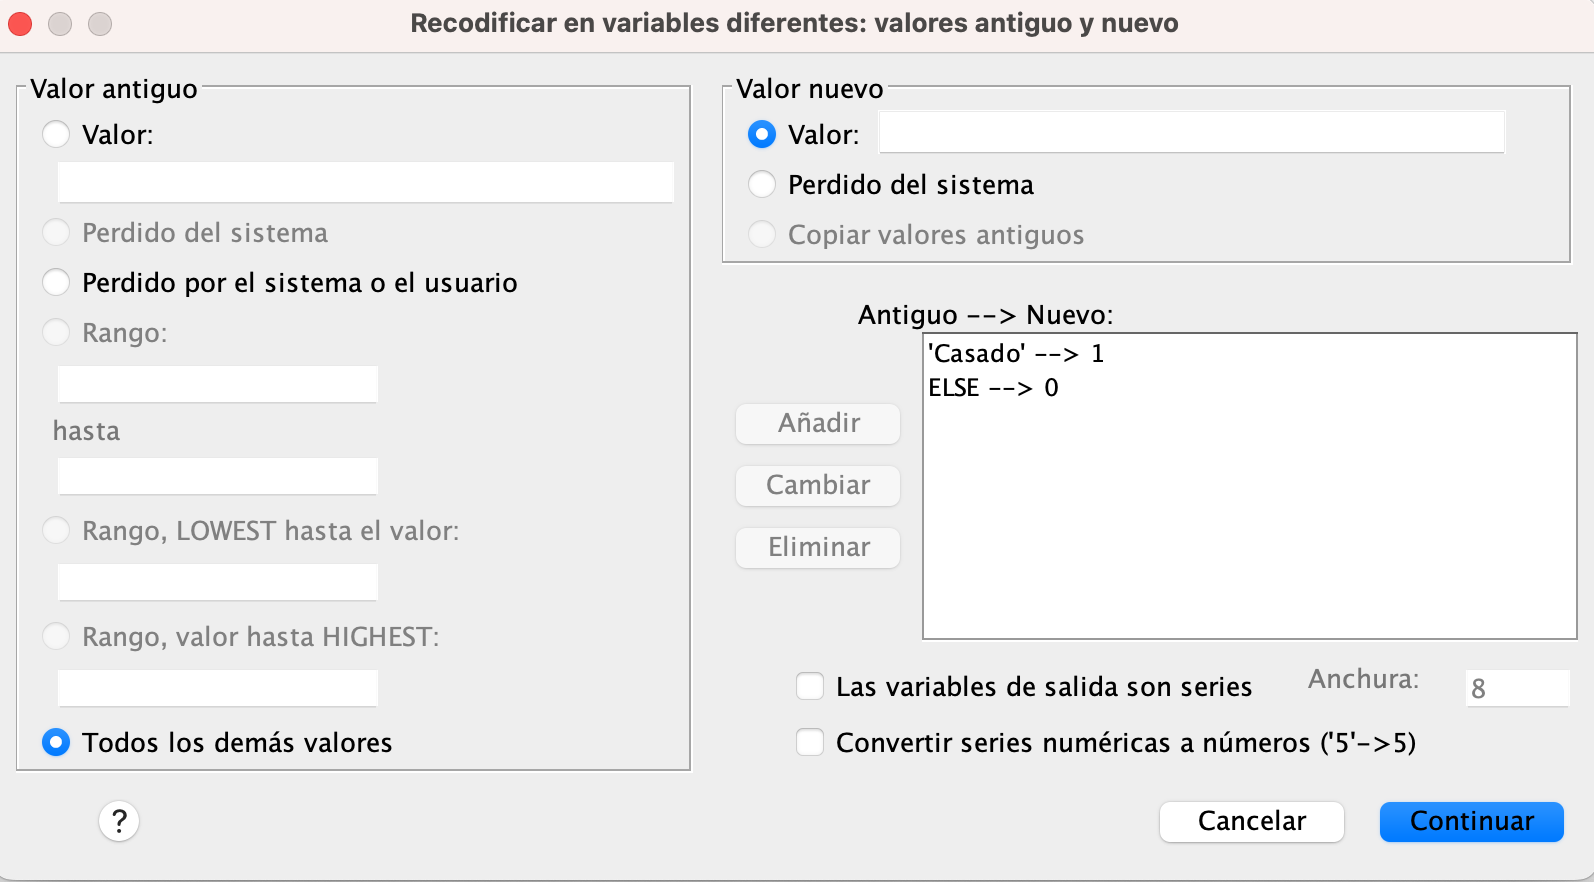 Recodificar en variables diferentes: valores antiguo y nuevo
Valor antiguo
Valor:
Perdido del sistema
Perdido por el sistema o el usuario
Rango:
hasta
Rango, LOWEST hasta el valor:
Rango, valor hasta HIGHEST:
Todos los demás valores
Valor nuevo
Valor:
Perdido del sistema
Copiar valores antiguos
Antiguo --> Nuevo:
'Casado' --> 1
ELSE --> 0
Añadir
Cambiar
Eliminar
Las variables de salida son series
Anchura:
8
Convertir series numéricas a números ('5'->5)
?
Cancelar
Continuar